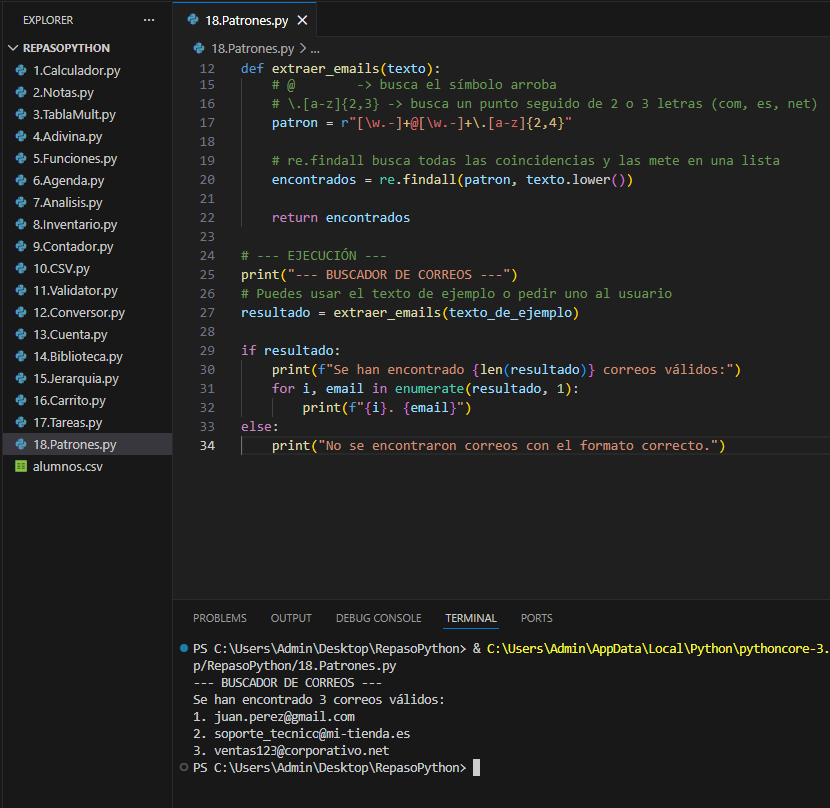 EXPLORER
...
REPASOPYTHON
1.Calculador.py
2.Notas.py
3.TablaMult.py
4.Adivina.py
5.Funciones.py
6.Agenda.py
7.Analisis.py
8.Inventario.py
9.Contador.py
10.CSV.py
11.Validator.py
12.Conversor.py
13.Cuenta.py
14.Biblioteca.py
15.Jerarquia.py
16.Carrito.py
17.Tareas.py
18.Patrones.py
alumnos.csv
18.Patrones.py
18.Patrones.py > ...
12 def extraer_emails(texto):
15     # @        -> busca el símbolo arroba
16     # \.[a-z]{2,3} -> busca un punto seguido de 2 o 3 letras (com, es, net)
17     patron = r"[\w.-]+@[\w.-]+\.[a-z]{2,4}"
18
19     # re.findall busca todas las coincidencias y las mete en una lista
20     encontrados = re.findall(patron, texto.lower())
21
22     return encontrados
23
24 # --- EJECUCIÓN ---
25 print("--- BUSCADOR DE CORREOS ---")
26 # Puedes usar el texto de ejemplo o pedir uno al usuario
27 resultado = extraer_emails(texto_de_ejemplo)
28
29 if resultado:
30     print(f"Se han encontrado {len(resultado)} correos válidos:")
31     for i, email in enumerate(resultado, 1):
32         print(f"{i}. {email}")
33 else:
34     print("No se encontraron correos con el formato correcto.")
PROBLEMS OUTPUT DEBUG CONSOLE TERMINAL PORTS
PS C:\Users\Admin\Desktop\RepasoPython> & C:\Users\Admin\AppData\Local\Python\pythoncore-3.
p/RepasoPython/18.Patrones.py
--- BUSCADOR DE CORREOS ---
Se han encontrado 3 correos válidos:
1. juan.perez@gmail.com
2. soporte_tecnico@mi-tienda.es
3. ventas123@corporativo.net
PS C:\Users\Admin\Desktop\RepasoPython>